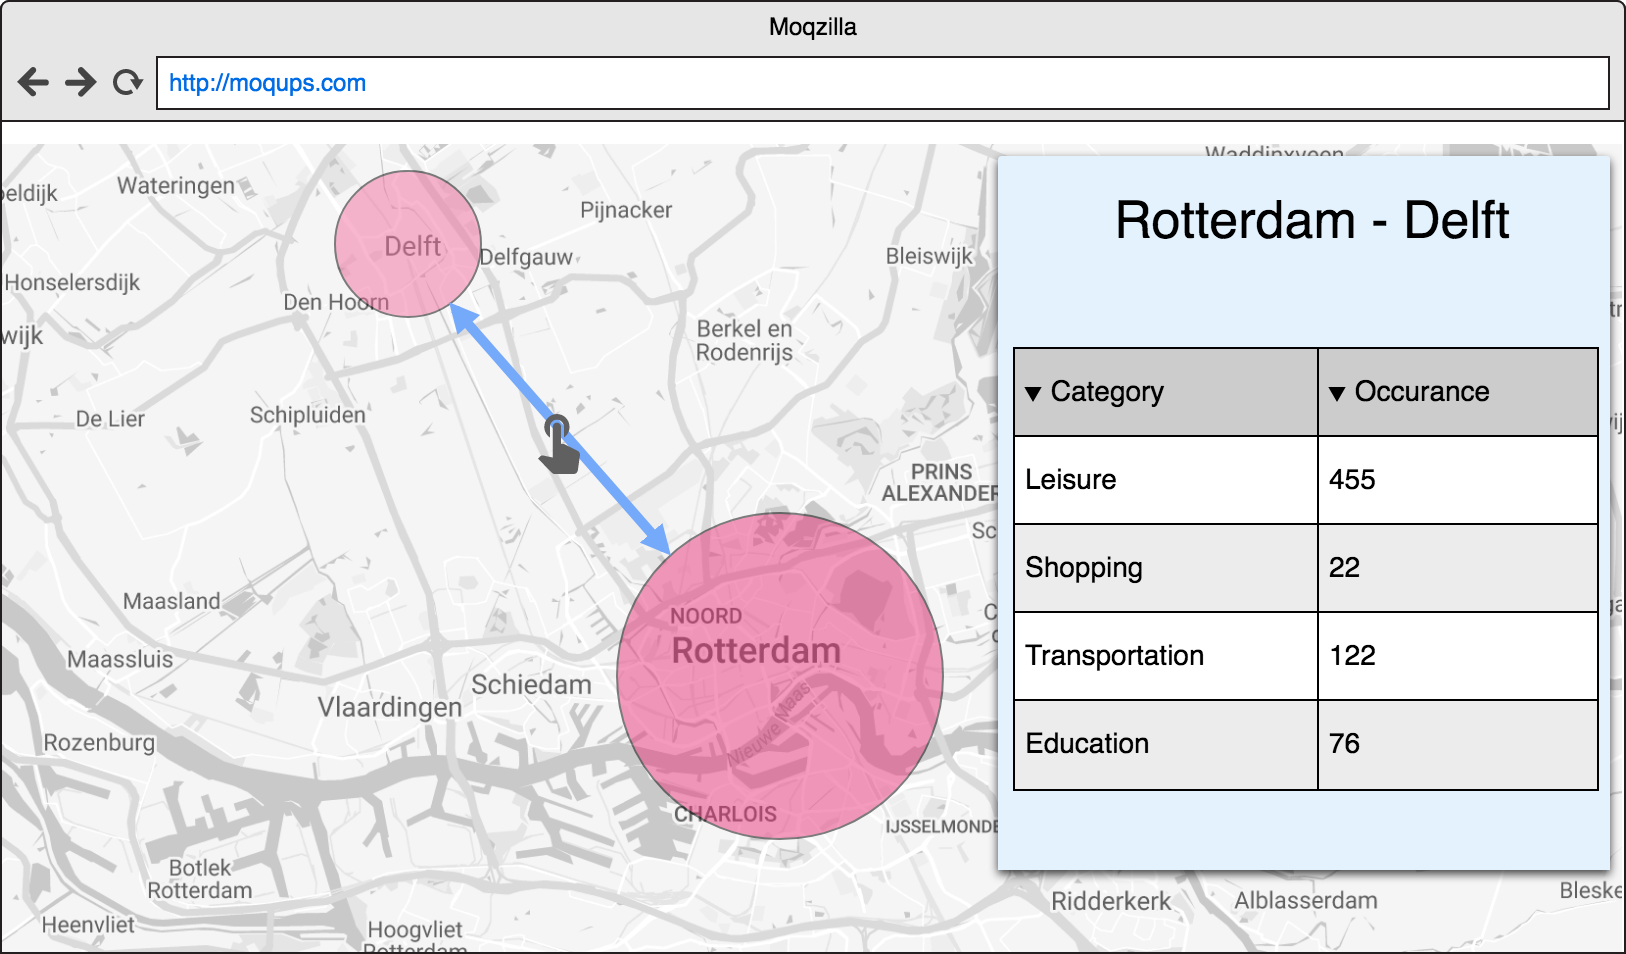 Moqzilla
http://moqups.com
Waddinxveen
Wateringen
eldijk
Pijnacker
Delft
Delfgauw
Bleiswijk
Honselersdijk
Den Hoorn
wijk
Berkel en
Rodenrijs
De Lier
Schipluiden
PRINS
ALEXANDER
Sc
Maasland
NOORD
Rotterdam
Maassluis
Schiedam
Vlaardingen
Nieuwe Maas
Rozenburg
CHARLOIS
IJSSELMONDE
Botlek
Rotterdam
Ridderkerk
Alblasserdam
Bleske
Heenvliet
Hoogvliet
Rotterdam
Rotterdam - Delft
▼ Category ▼ Occurance
Leisure 455
Shopping 22
Transportation 122
Education 76